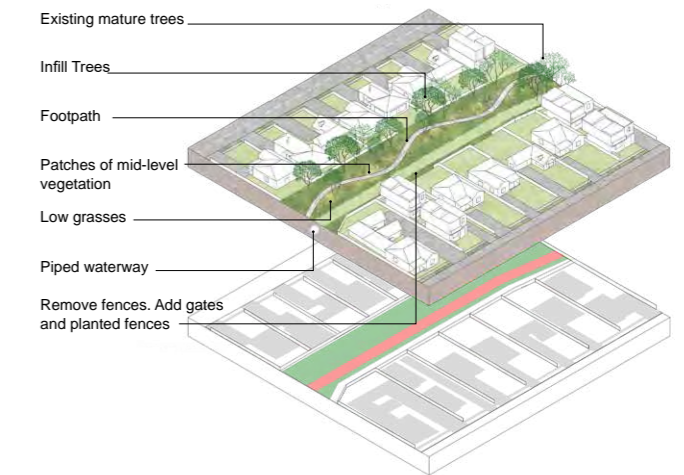 Existing mature trees
Infill Trees
Footpath
Patches of mid-level
vegetation
Low grasses
Piped waterway
Remove fences. Add gates
and planted fences